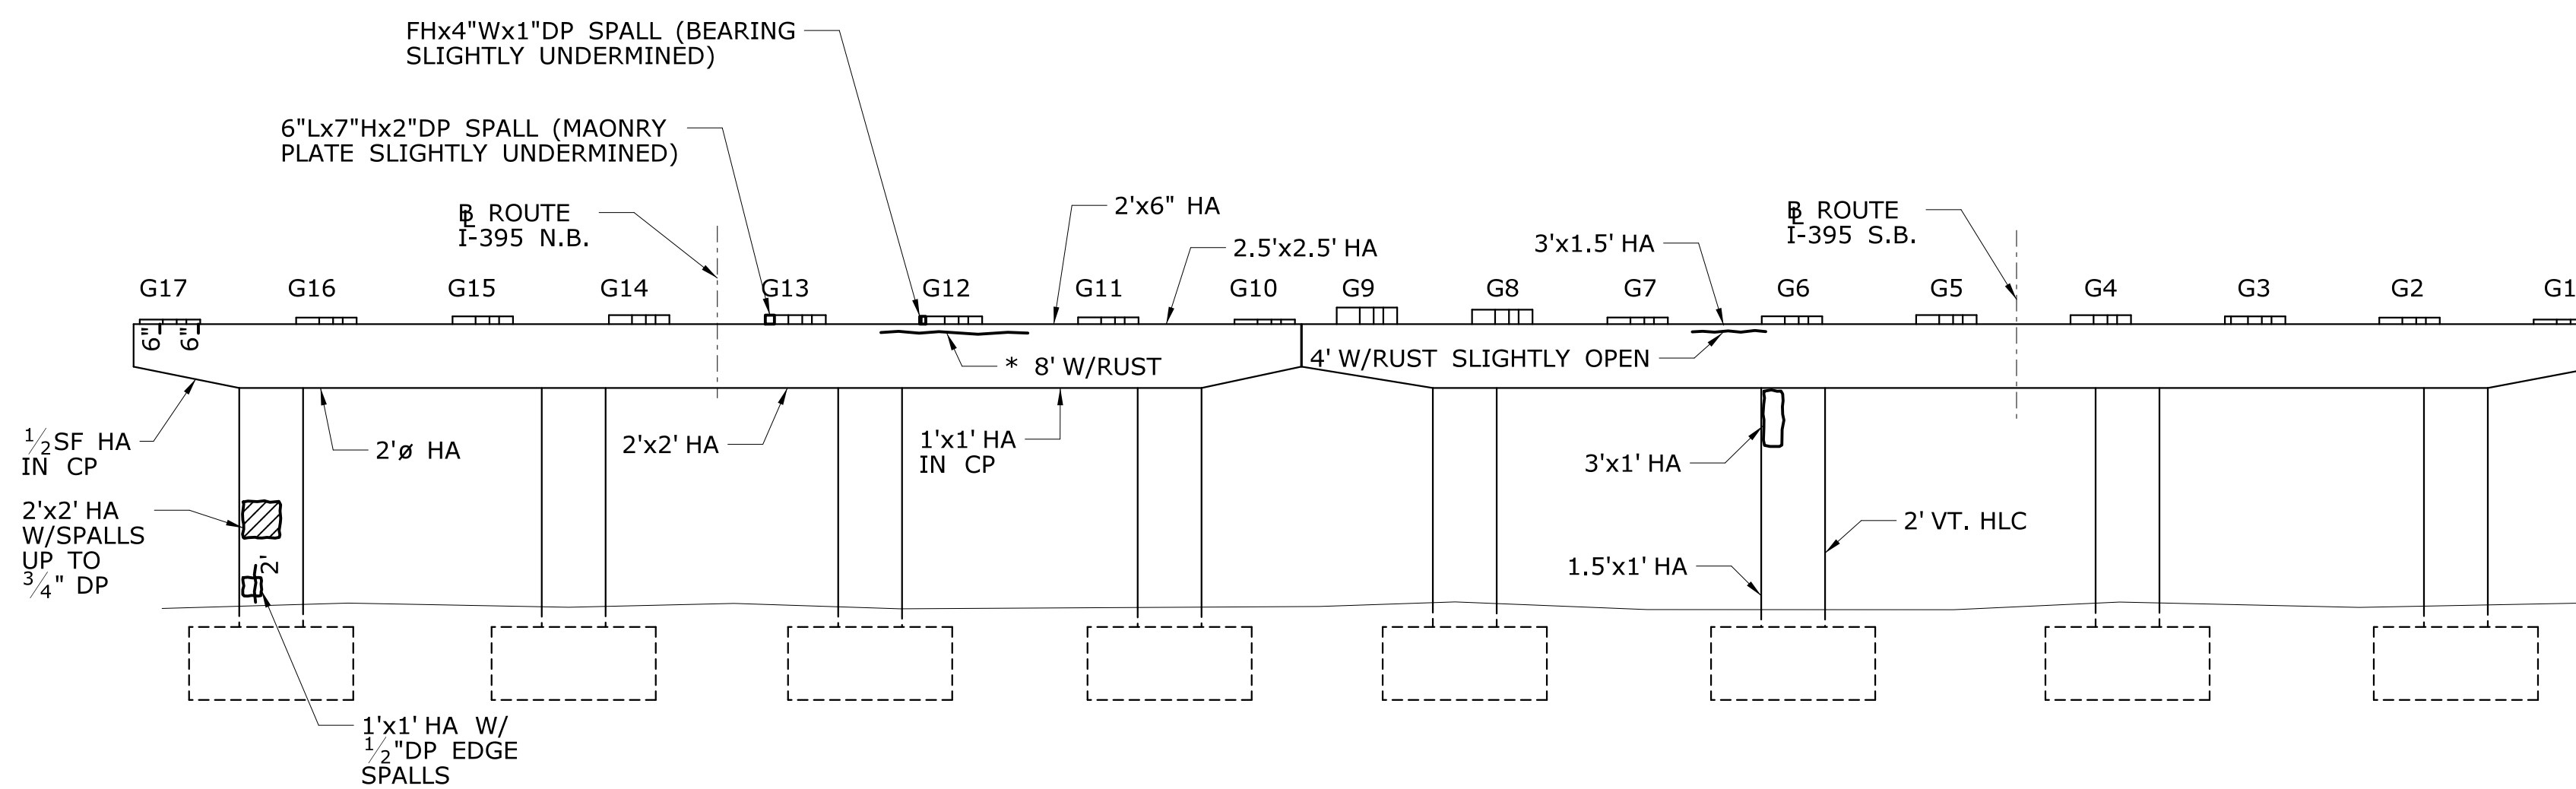 FHx4"Wx1"DP SPALL (BEARING
SLIGHTLY UNDERMINED)
6"Lx7"Hx2"DP SPALL (MAONRY
PLATE SLIGHTLY UNDERMINED)
BL ROUTE
I-395 N.B.
2'x6" HA
2.5'x2.5' HA
3'x1.5' HA
BL ROUTE
I-395 S.B.
G17 G16 G15 G14 G13 G12 G11 G10 G9 G8 G7 G6 G5 G4 G3 G2 G1
6" 6"
* 8' W/RUST
4' W/RUST SLIGHTLY OPEN
1/2SF HA
IN CP
2'ø HA
2'x2' HA
1'x1' HA
IN CP
3'x1' HA
2'x2' HA
W/SPALLS
UP TO
3/4" DP
2'
2' VT. HLC
1.5'x1' HA
1'x1' HA W/
1/2"DP EDGE
SPALLS